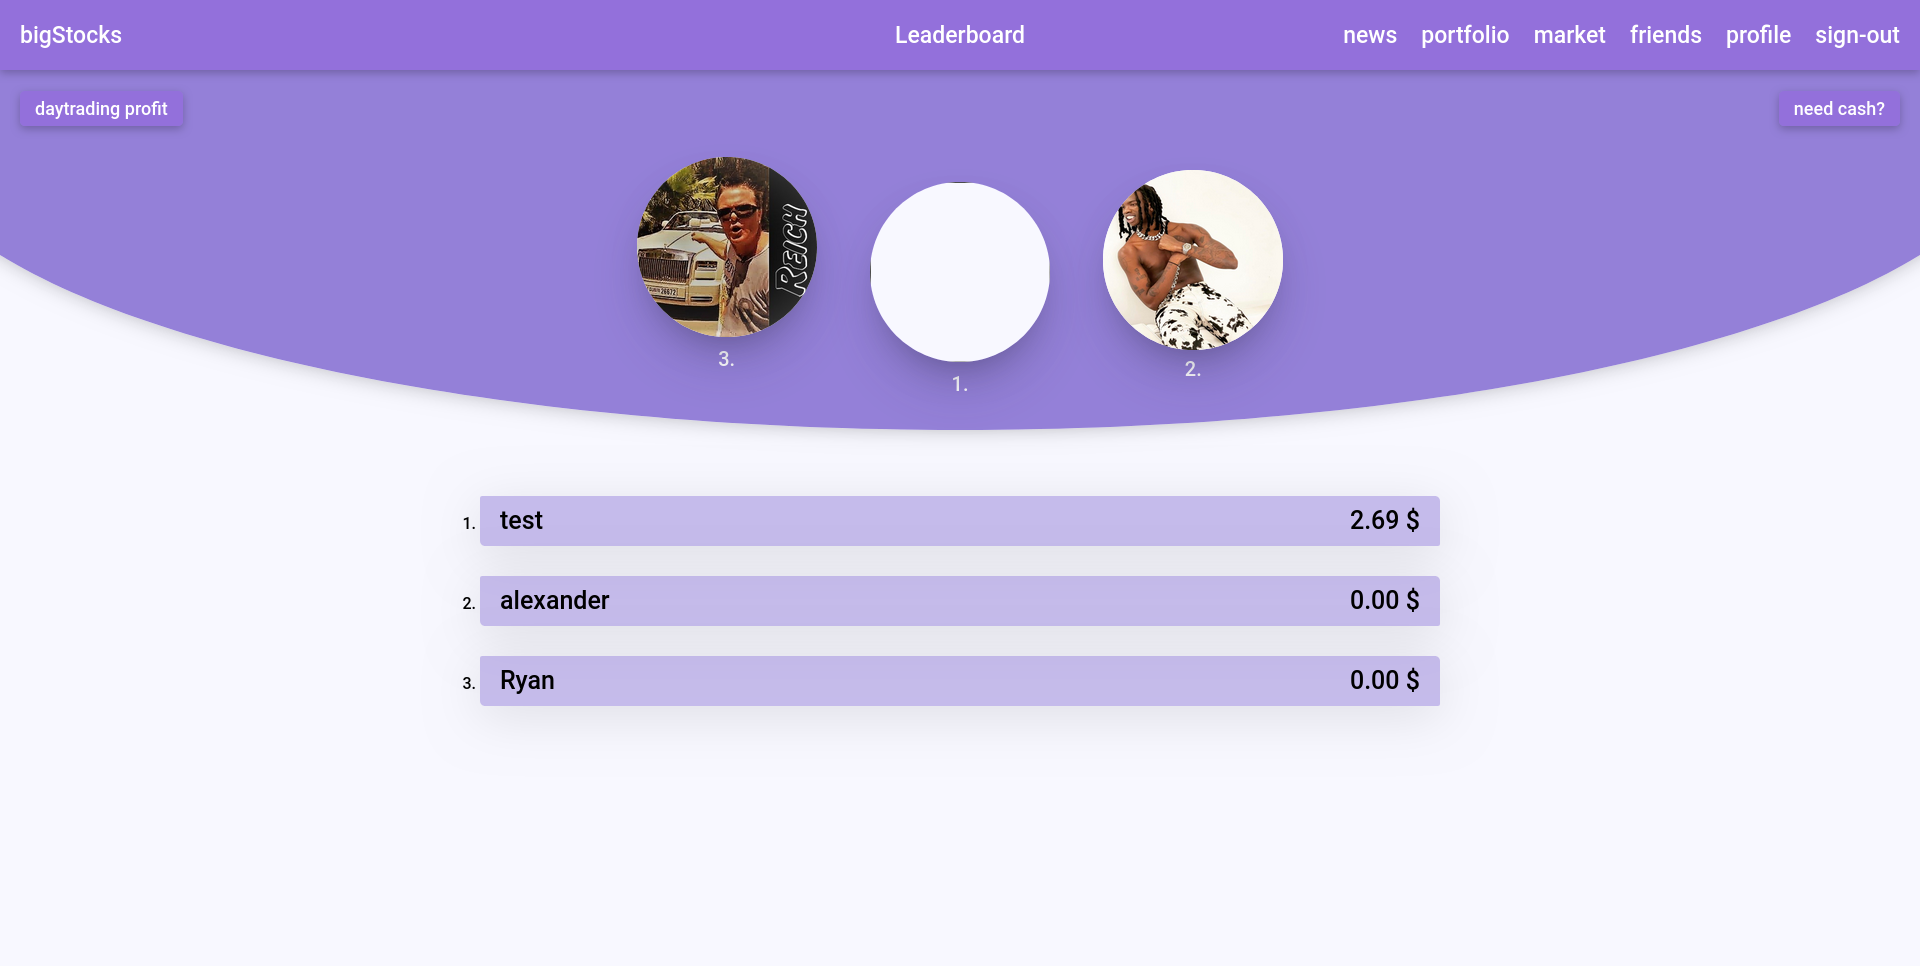 bigStocks
Leaderboard
news portfolio market friends profile sign-out
daytrading profit
need cash?
REICH
3.
1.
2.
1. test 2.69 $
2. alexander 0.00 $
3. Ryan 0.00 $